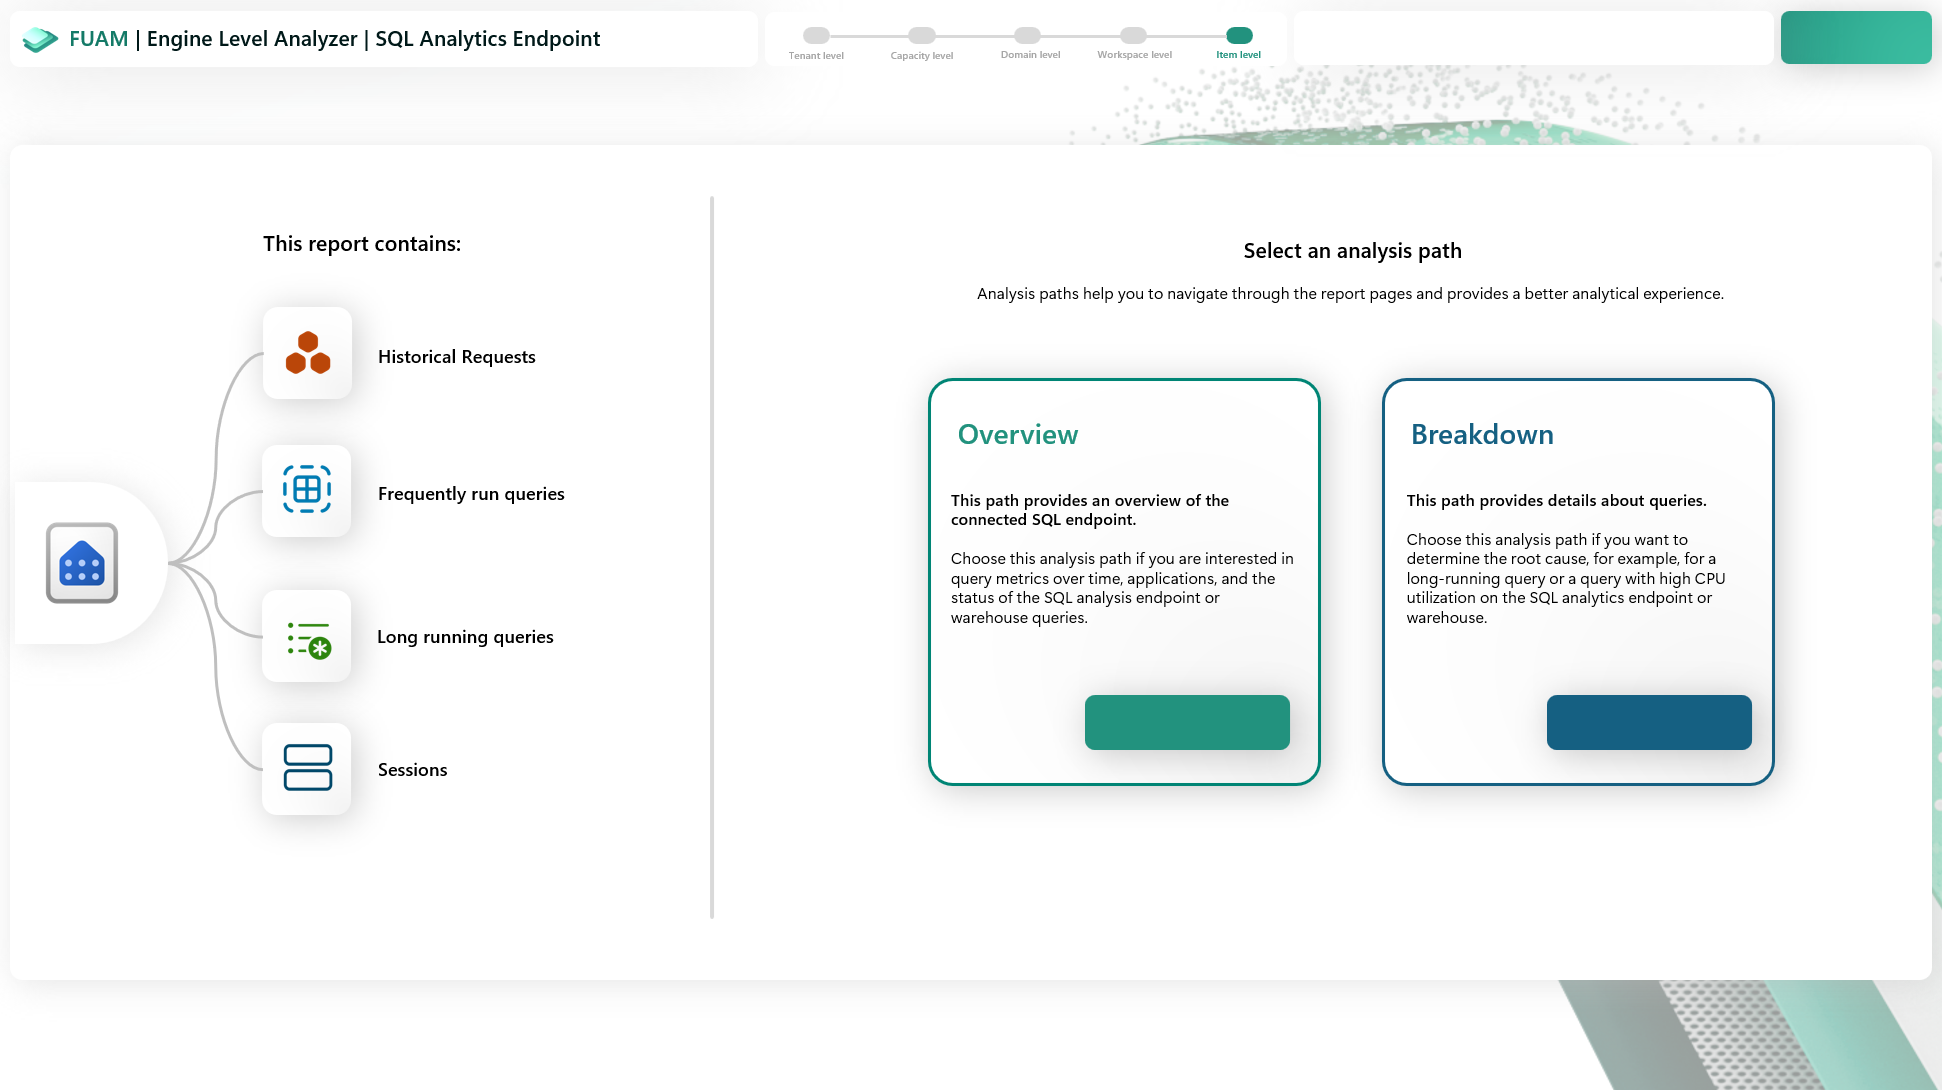 FUAM | Engine Level Analyzer | SQL Analytics Endpoint
Tenant level
Capacity level
Domain level
Workspace level
Item level
This report contains:
Historical Requests
Frequently run queries
Long running queries
Sessions
Select an analysis path
Analysis paths help you to navigate through the report pages and provides a better analytical experience.
Overview
This path provides an overview of the
connected SQL endpoint.
Choose this analysis path if you are interested in
query metrics over time, applications, and the
status of the SQL analysis endpoint or
warehouse queries.
Breakdown
This path provides details about queries.
Choose this analysis path if you want to
determine the root cause, for example, for a
long-running query or a query with high CPU
utilization on the SQL analytics endpoint or
warehouse.